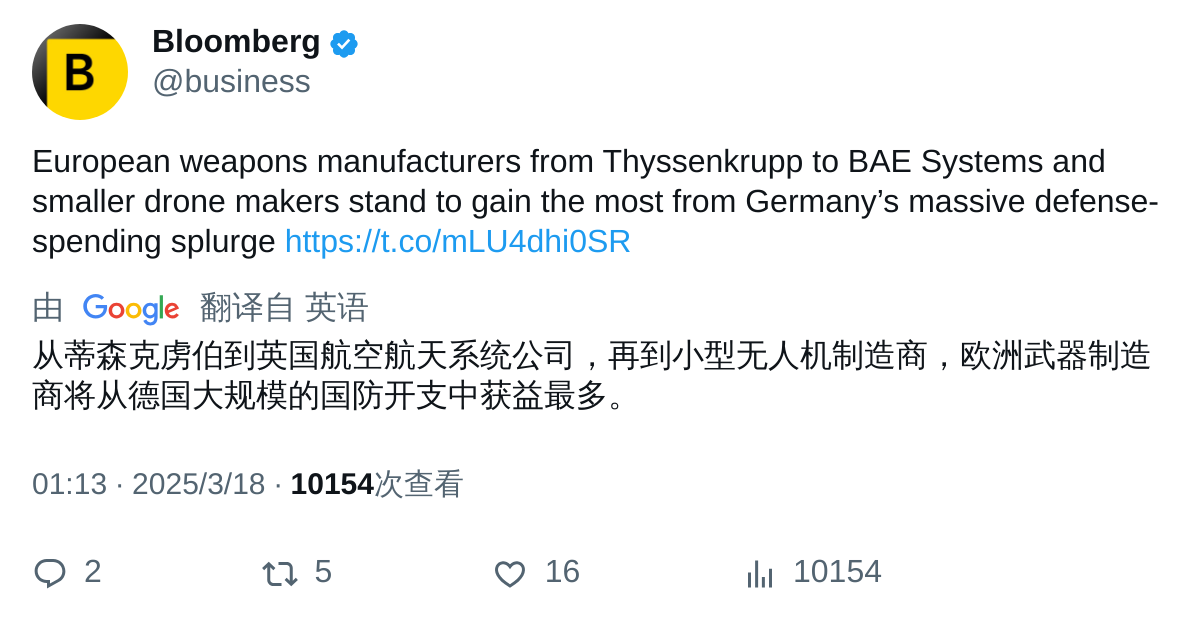 B
Bloomberg
@business
European weapons manufacturers from Thyssenkrupp to BAE Systems and
smaller drone makers stand to gain the most from Germany’s massive defense-
spending splurge https://t.co/mLU4dhi0SR
由 Google 翻译自 英语
从蒂森克虏伯到英国航空航天系统公司，再到小型无人机制造商，欧洲武器制造
商将从德国大规模的国防开支中获益最多。
01:13 · 2025/3/18 · 10154次查看
2 5 16 10154